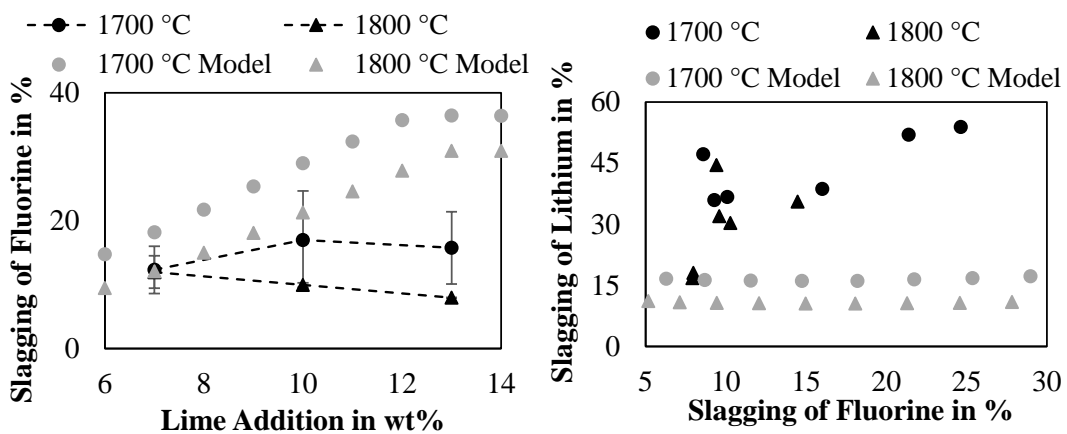 1700 °C 1800 °C
1700 °C Model 1800 °C Model
Slagging of Fluorine in %
40
20
0
6 8 10 12 14
Lime Addition in wt%
1700 °C 1800 °C
1700 °C Model 1800 °C Model
Slagging of Lithium in %
60
45
30
15
0
5 10 15 20 25 30
Slagging of Fluorine in %